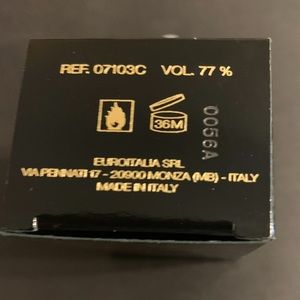 REF. 07103C VOL. 77 %
36M
0056A
EUROITALIA SRL
VIA PENNATI 17 - 20900 MONZA (MB) - ITALY
MADE IN ITALY